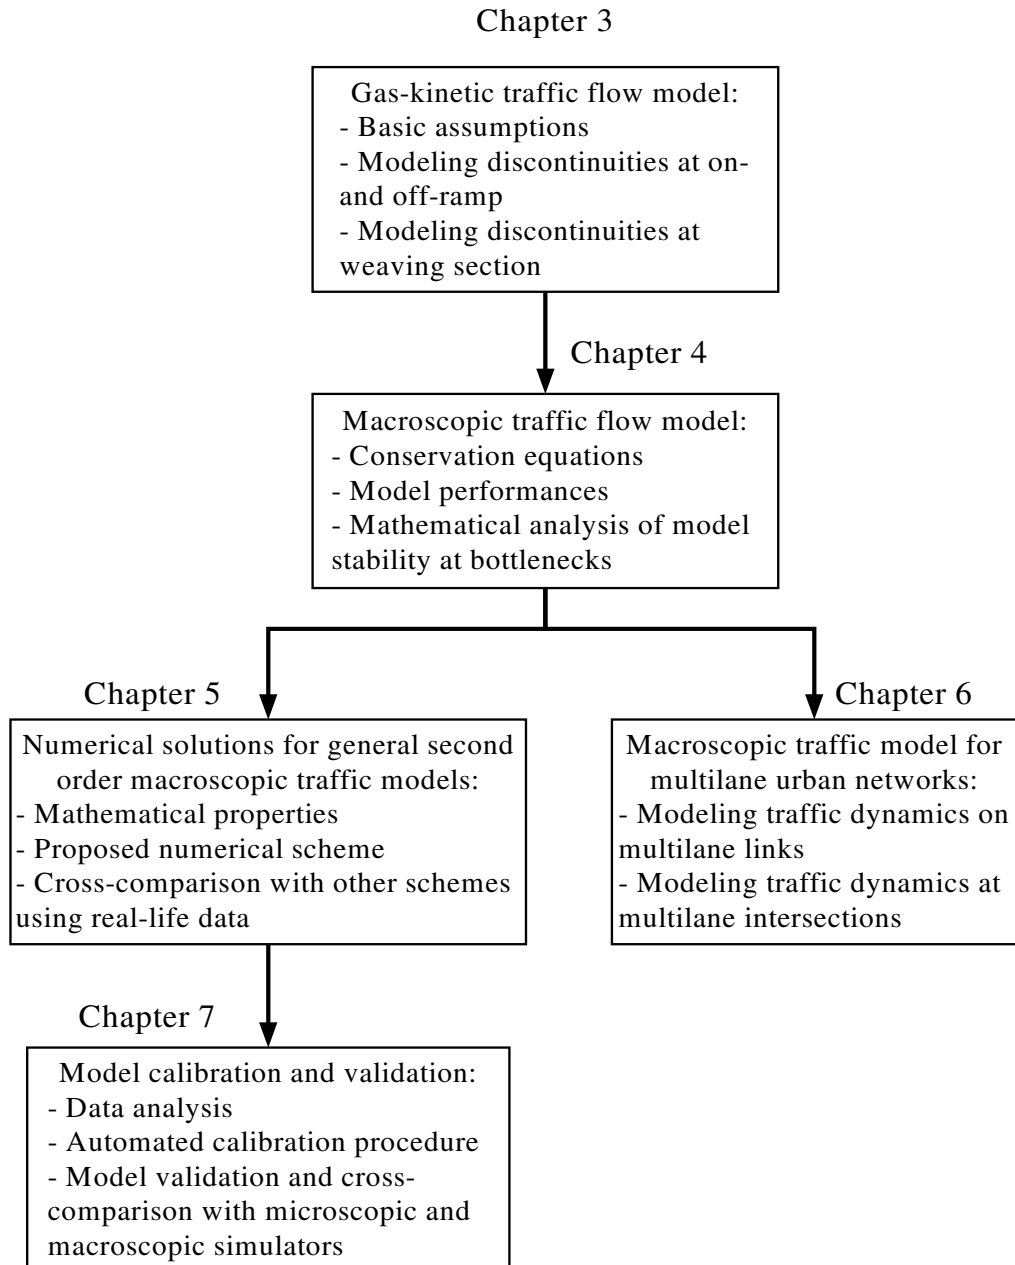 Chapter 3
Gas-kinetic traffic flow model:
- Basic assumptions
- Modeling discontinuities at on-
and off-ramp
- Modeling discontinuities at
weaving section
Chapter 4
Macroscopic traffic flow model:
- Conservation equations
- Model performances
- Mathematical analysis of model
stability at bottlenecks
Chapter 5
Numerical solutions for general second
order macroscopic traffic models:
- Mathematical properties
- Proposed numerical scheme
- Cross-comparison with other schemes
using real-life data
Chapter 6
Macroscopic traffic model for
multilane urban networks:
- Modeling traffic dynamics on
multilane links
- Modeling traffic dynamics at
multilane intersections
Chapter 7
Model calibration and validation:
- Data analysis
- Automated calibration procedure
- Model validation and cross-
comparison with microscopic and
macroscopic simulators